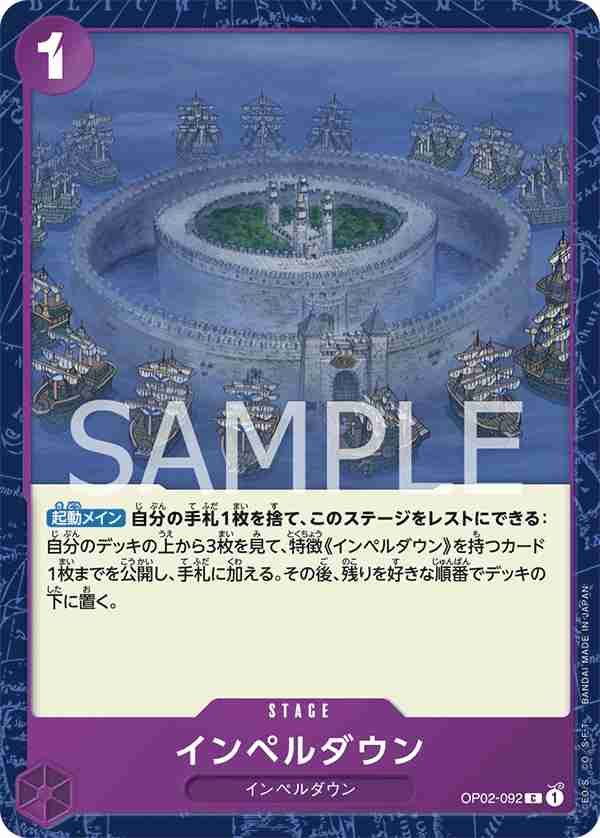 1
SAMPLE
起動メイン 自分の手札1枚を捨て、このステージをレストにできる：
自分のデッキの上から3枚を見て、特徴《インペルダウン》を持つカード
1枚までを公開し、手札に加える。その後、残りを好きな順番でデッキの
下に置く。
STAGE
インペルダウン
インペルダウン
OP02-092 C 1
BANDAI MADE IN JAPAN